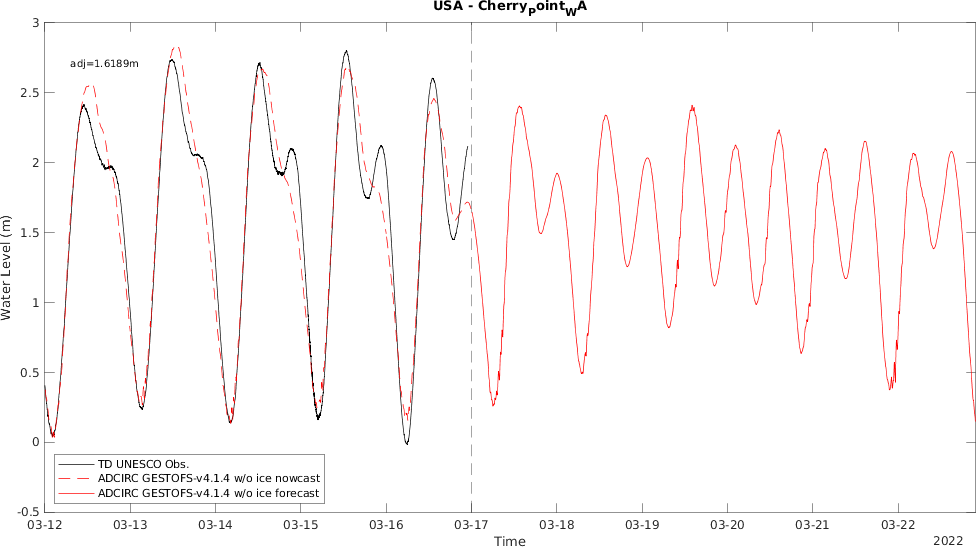 USA - CherryPointWA
adj=1.6189m
Water Level (m)
3
2.5
2
1.5
1
0.5
0
-0.5
TD UNESCO Obs.
ADCIRC GESTOFS-v4.1.4 w/o ice nowcast
ADCIRC GESTOFS-v4.1.4 w/o ice forecast
03-12 03-13 03-14 03-15 03-16 03-17 03-18 03-19 03-20 03-21 03-22
Time
2022